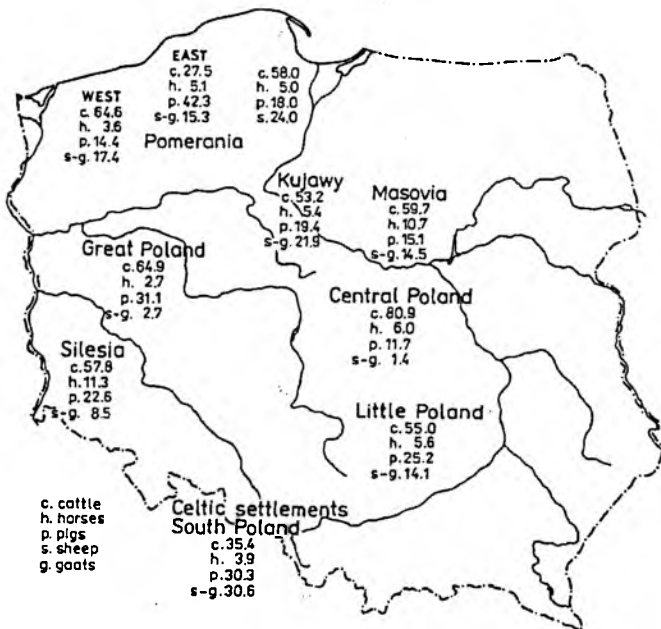 EAST
c.27.5
h. 5.1
p.42.3
s-g.15.3
c.58.0
h. 5.0
p.18.0
s.24.0
WEST
c.64.6
h. 3.6
p.14.4
s-g.17.4
Pomerania
Kujawy
c.53.2
h. 5.4
p.19.4
s-g.21.9
Masovia
c.59.7
h.10.7
p.15.1
s-g.14.5
Great Poland
c.64.9
h. 2.7
p.31.1
s-g. 2.7
Central Poland
c.80.9
h. 6.0
p.11.7
s-g. 1.4
Silesia
c.57.8
h.11.3
p.22.6
s-g. 8.5
Little Poland
c.55.0
h. 5.6
p.25.2
s-g.14.1
Celtic settlements
South Poland
c.35.4
h. 3.9
p.30.3
s-g.30.6
c. cattle
h. horses
p. pigs
s. sheep
g. goats